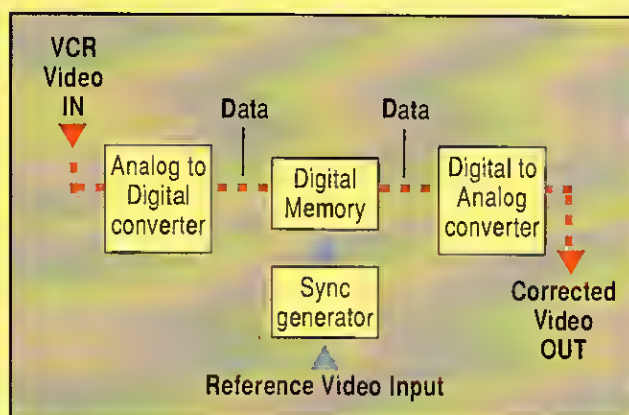 VCR
Video
IN
Data
Data
Analog to
Digital
converter
Digital
Memory
Digital to
Analog
converter
Sync
generator
Corrected
Video
OUT
Reference Video Input